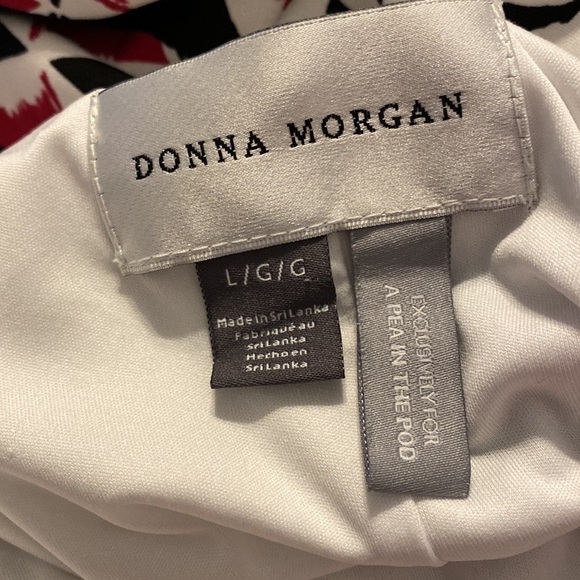 DONNA MORGAN
L/G/G
Made in Sri Lanka
Fabriqué au
Sri Lanka
Hecho en
Sri Lanka
EXCLUSIVELY FOR
A PEA IN THE POD